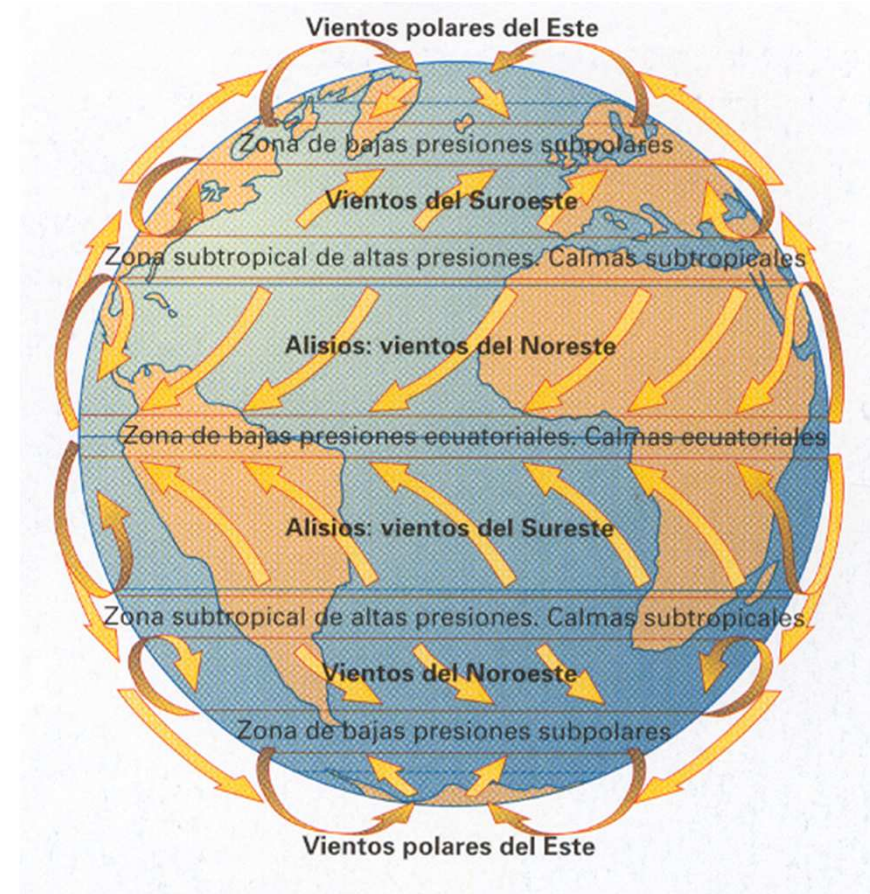 Vientos polares del Este
Zona de bajas presiones subpolares
Vientos del Suroeste
Zona subtropical de altas presiones. Calmas subtropicales
Alisios: vientos del Noreste
Zona de bajas presiones ecuatoriales. Calmas ecuatoriales
Alisios: vientos del Sureste
Zona subtropical de altas presiones. Calmas subtropicales.
Vientos del Noroeste
Zona de bajas presiones subpolares
Vientos polares del Este